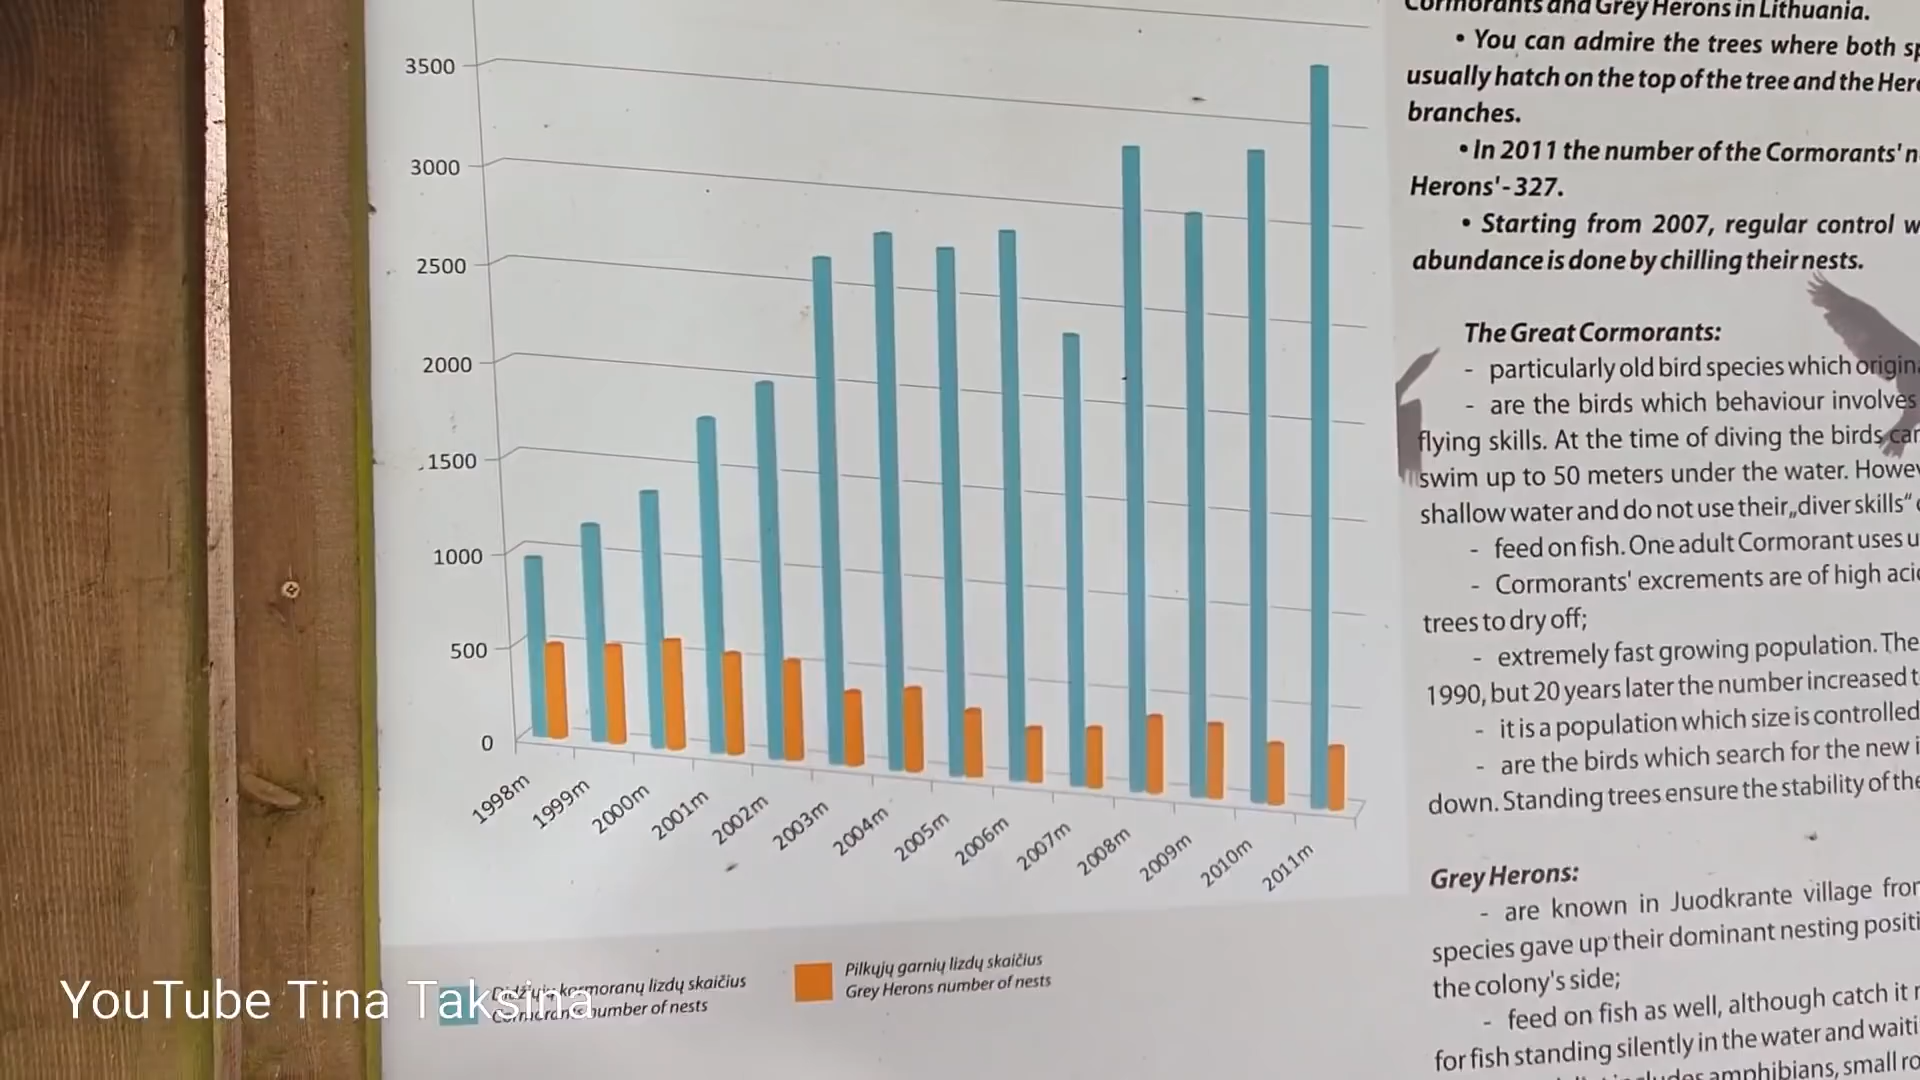 3500
3000
2500
2000
1500
1000
500
0
1998m
1999m
2000m
2001m
2002m
2003m
2004m
2005m
2006m
2007m
2008m
2009m
2010m
2011m
kormoranų lizdų skaičius
number of nests
Pilkųjų garnių lizdų skaičius
Grey Herons number of nests
YouTube Tina Taksina
Cormorants and Grey Herons in Lithuania.
• You can admire the trees where both
usually hatch on the top of the tree and the
branches.
• In 2011 the number of the Cormorants'
Herons' - 327.
• Starting from 2007, regular control
abundance is done by chilling their nests.
The Great Cormorants:
- particularly old bird species which
- are the birds which behaviour involves
flying skills. At the time of diving the birds
swim up to 50 meters under the water.
shallow water and do not use their „diver skills“
- feed on fish. One adult Cormorant uses
- Cormorants' excrements are of high
trees to dry off;
- extremely fast growing population. The
1990, but 20 years later the number increased
- it is a population which size is controlled
- are the birds which search for the new
down. Standing trees ensure the stability of the
Grey Herons:
- are known in Juodkrante village
species gave up their dominant nesting
the colony's side;
- feed on fish as well, although catch it
for fish standing silently in the water and
amphibians, small